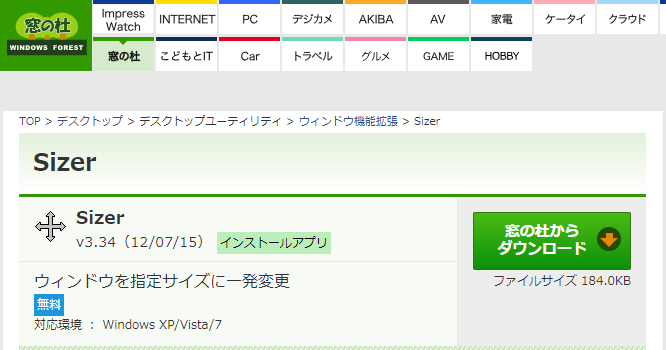 窓の杜
WINDOWS FOREST
Impress Watch
INTERNET
PC
デジカメ
AKIBA
AV
家電
ケータイ
クラウド
窓の杜
こどもとIT
Car
トラベル
グルメ
GAME
HOBBY
TOP > デスクトップ > デスクトップユーティリティ > ウィンドウ機能拡張 > Sizer
Sizer
Sizer
v3.34（12/07/15） インストールアプリ
窓の杜から
ダウンロード
ファイルサイズ 184.0KB
ウィンドウを指定サイズに一発変更
無料
対応環境 ： Windows XP/Vista/7